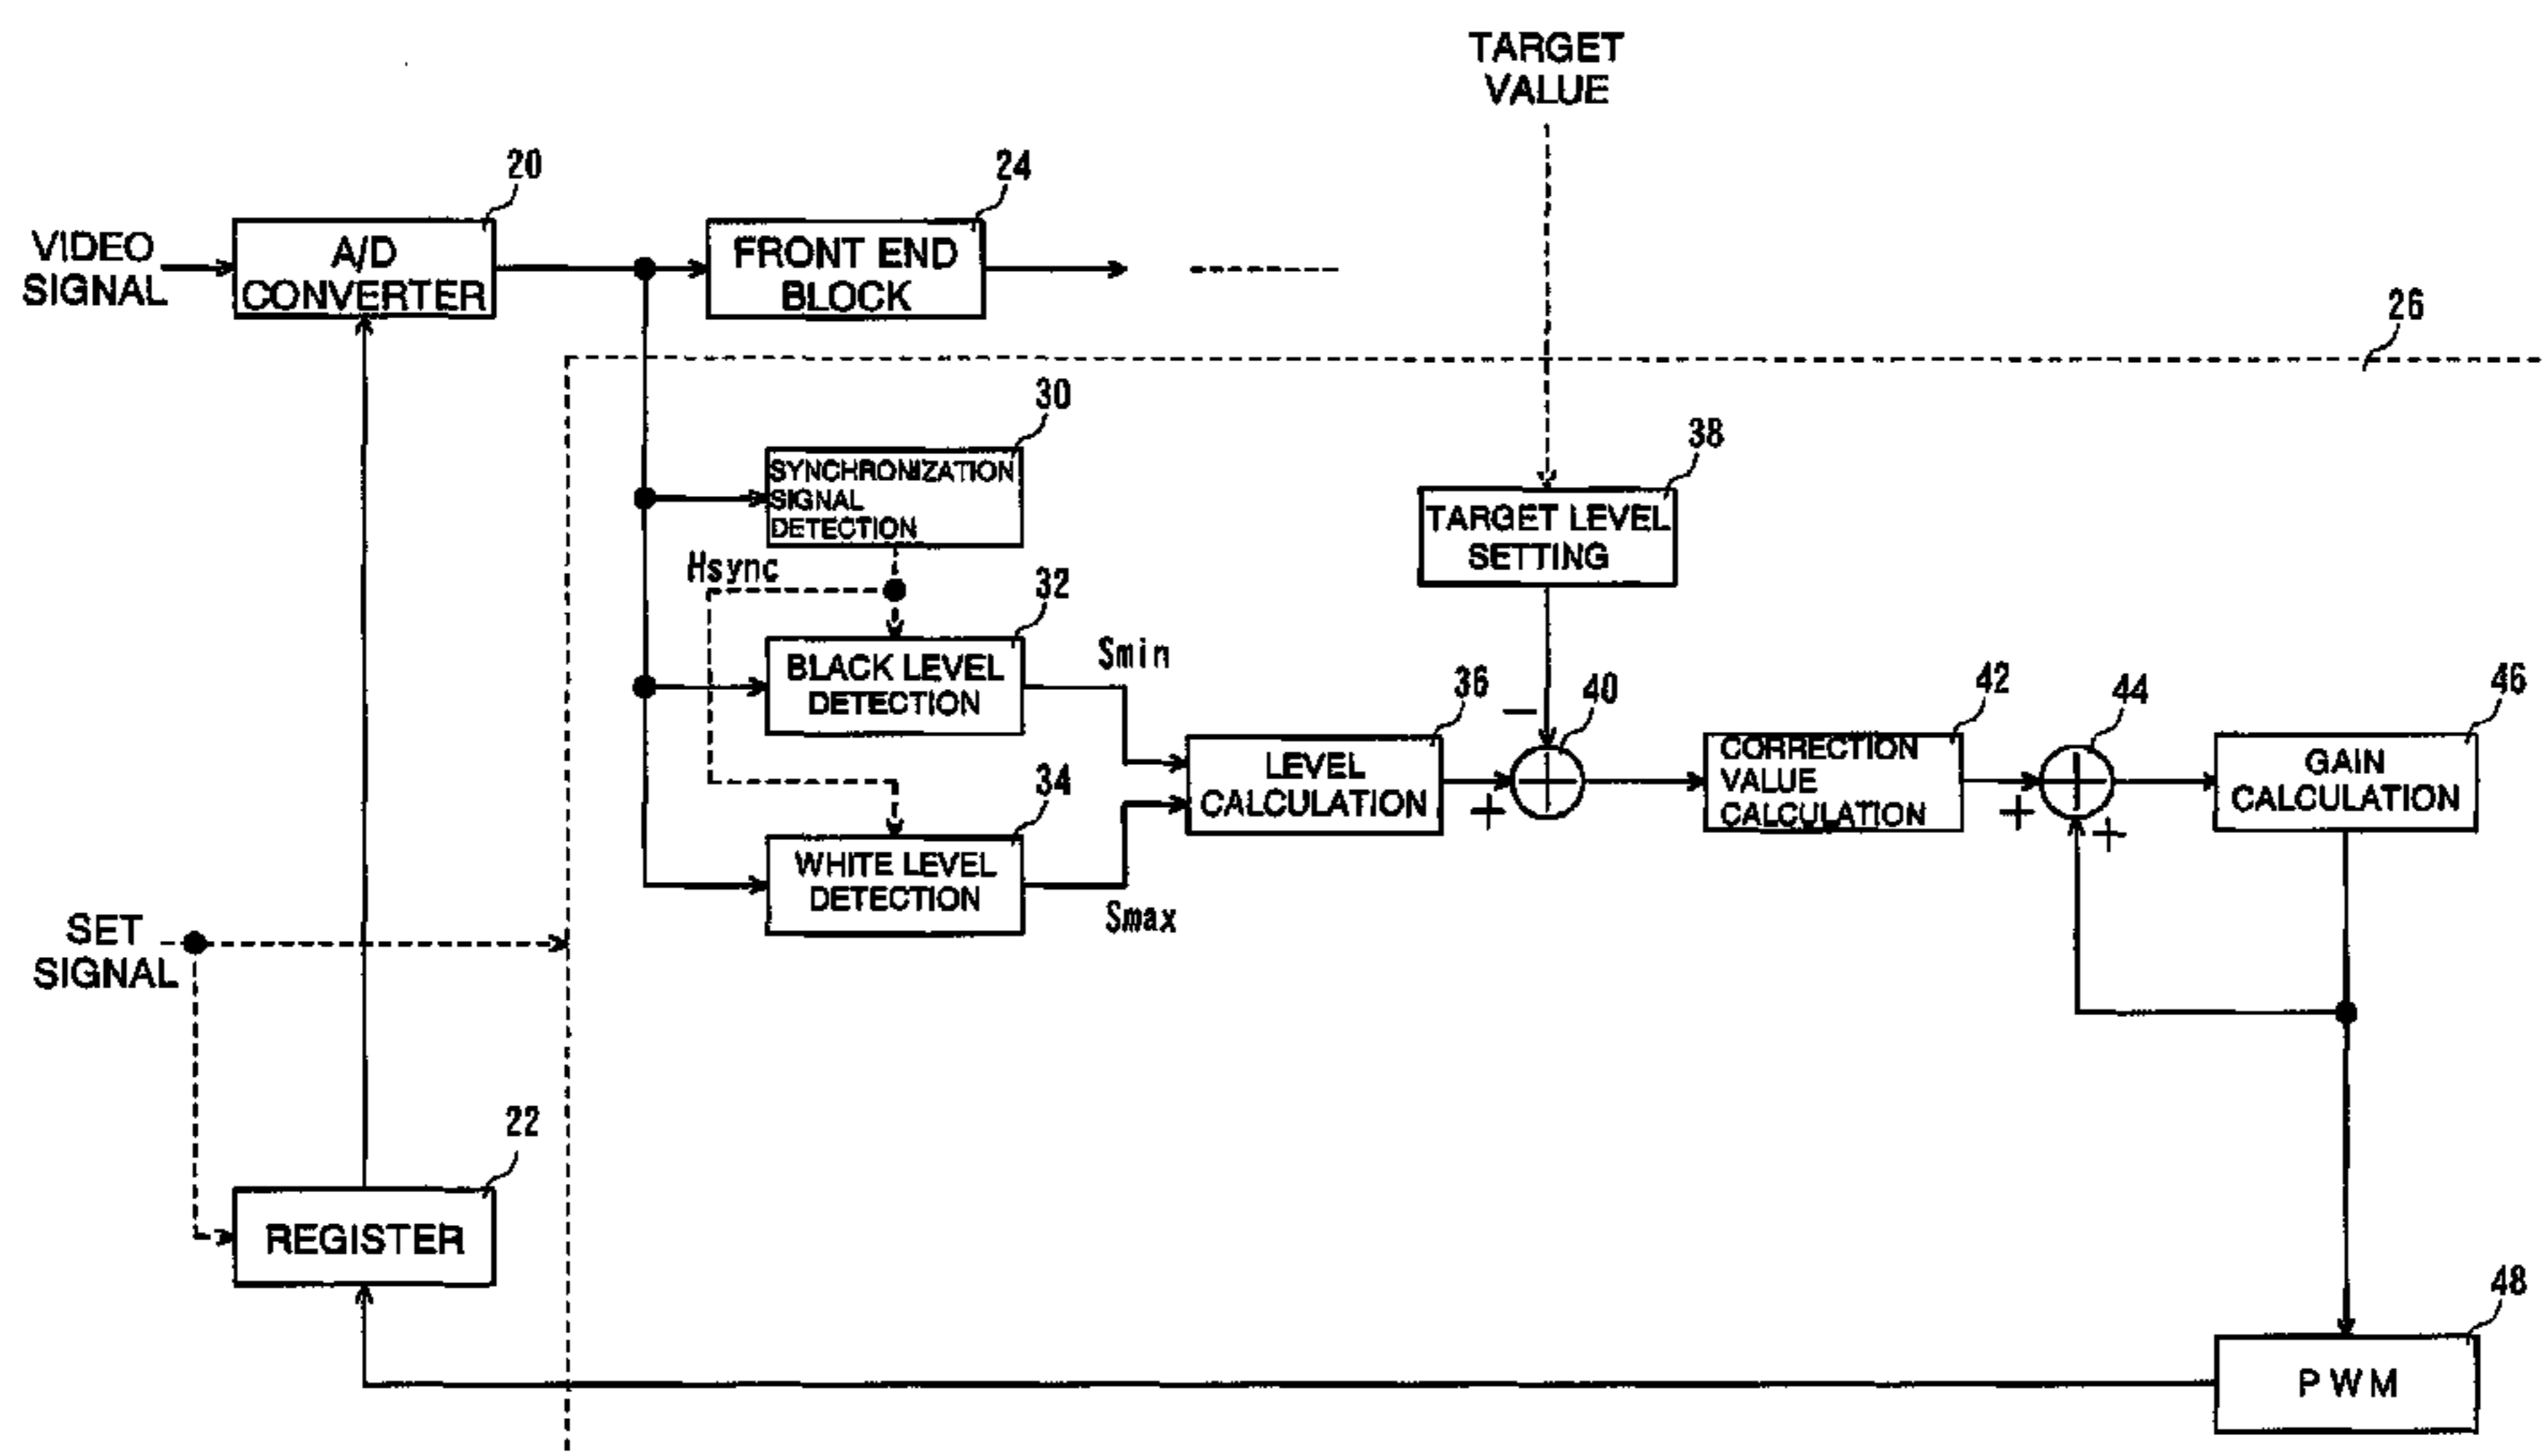 TARGET
VALUE
20
24
VIDEO
SIGNAL
A/D
CONVERTER
FRONT END
BLOCK
26
30
38
SYNCHRONIZATION
SIGNAL
DETECTION
TARGET LEVEL
SETTING
Hsync
32
BLACK LEVEL
DETECTION
Smin
36
−
40
42
44
46
LEVEL
CALCULATION
+
CORRECTION
VALUE
CALCULATION
+
+
GAIN
CALCULATION
34
WHITE LEVEL
DETECTION
Smax
SET
SIGNAL
22
REGISTER
48
PWM